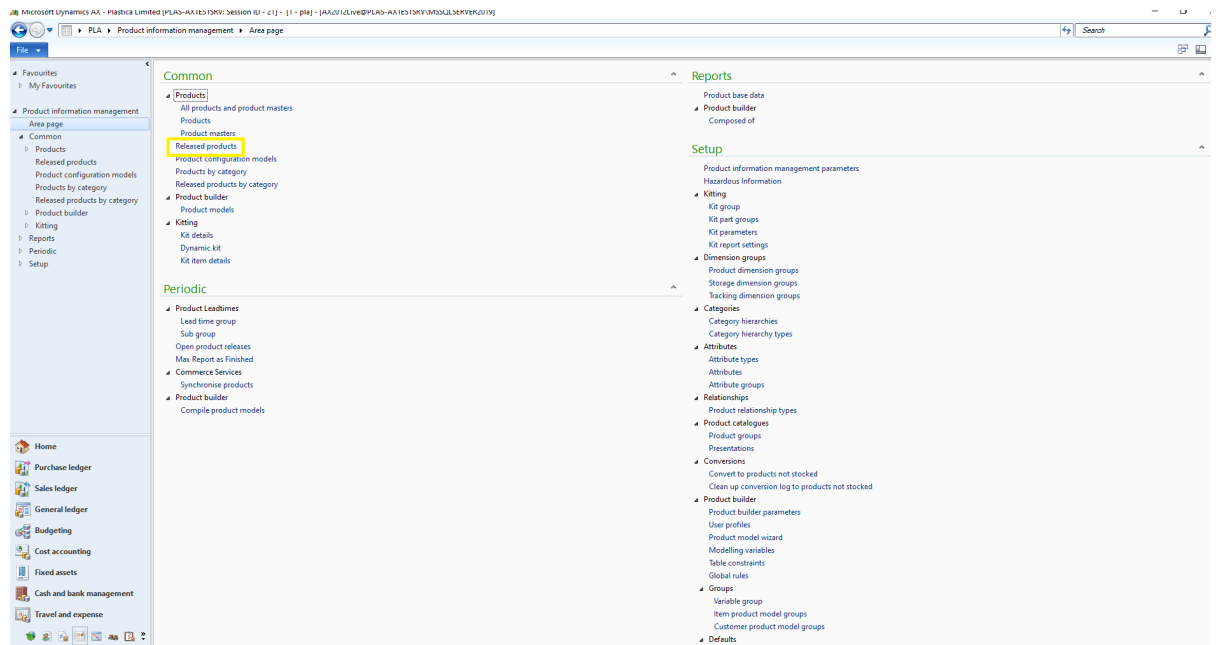 Microsoft Dynamics AX - Plastica Limited [PLAS-AXTESTSRV: Session ID - 21] - [1 - pla] - [AX2012Live@PLAS-AXTESTSRV\MSSQLSERVER2019]
PLA Product information management Area page
Search
File
Favourites
My Favourites
Product information management
Area page
Common
Products
Released products
Product configuration models
Products by category
Released products by category
Product builder
Kitting
Reports
Periodic
Setup
Home
Purchase ledger
Sales ledger
General ledger
Budgeting
Cost accounting
Fixed assets
Cash and bank management
Travel and expense
Common
Products
All products and product masters
Products
Product masters
Released products
Product configuration models
Products by category
Released products by category
Product builder
Product models
Kitting
Kit details
Dynamic kit
Kit item details
Periodic
Product Leadtimes
Lead time group
Sub group
Open product releases
Max Report as Finished
Commerce Services
Synchronise products
Product builder
Compile product models
Reports
Product base data
Product builder
Composed of
Setup
Product information management parameters
Hazardous Information
Kitting
Kit group
Kit part groups
Kit parameters
Kit report settings
Dimension groups
Product dimension groups
Storage dimension groups
Tracking dimension groups
Categories
Category hierarchies
Category hierarchy types
Attributes
Attribute types
Attributes
Attribute groups
Relationships
Product relationship types
Product catalogues
Product groups
Presentations
Conversions
Convert to products not stocked
Clean up conversion log to products not stocked
Product builder
Product builder parameters
User profiles
Product model wizard
Modelling variables
Table constraints
Global rules
Groups
Variable group
Item product model groups
Customer product model groups
Defaults